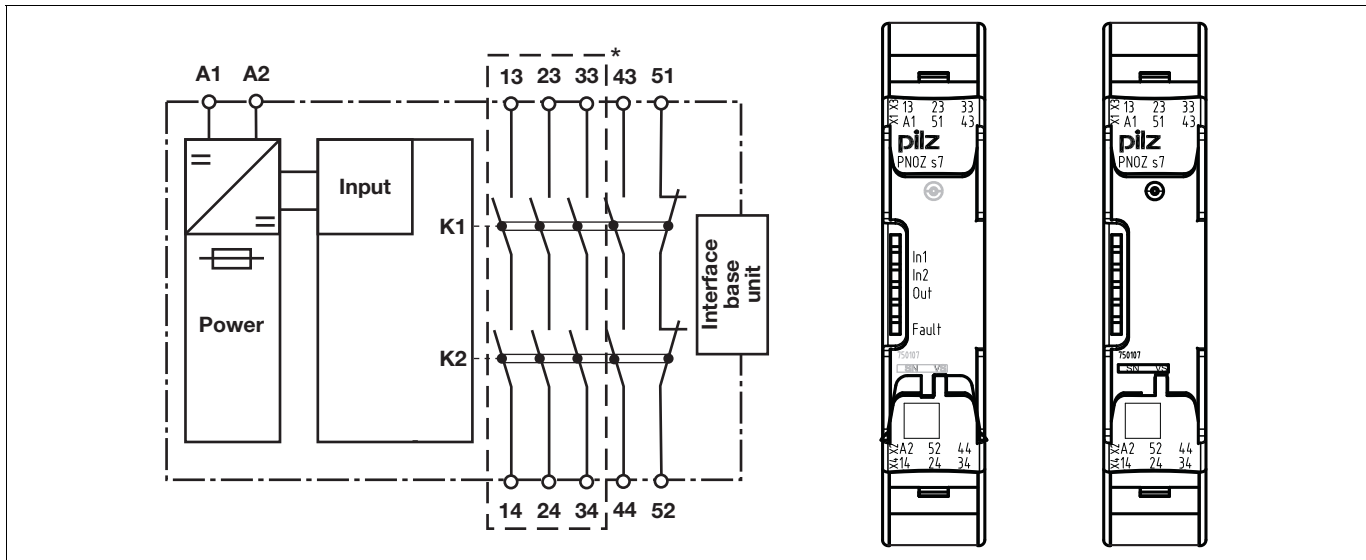 A1 A2
*
13 23 33 43 51
Input
K1
Power
K2
Interface
base
unit
14 24 34 44 52
X3 13 23 33
X1 A1 51 43
pilz
PNOZ s7
In1
In2
Out
Fault
750107
SN VS
X2 A2 52 44
X4 14 24 34
X3 13 23 33
X1 A1 51 43
pilz
PNOZ s7
750107
SN VS
X2 A2 52 44
X4 14 24 34